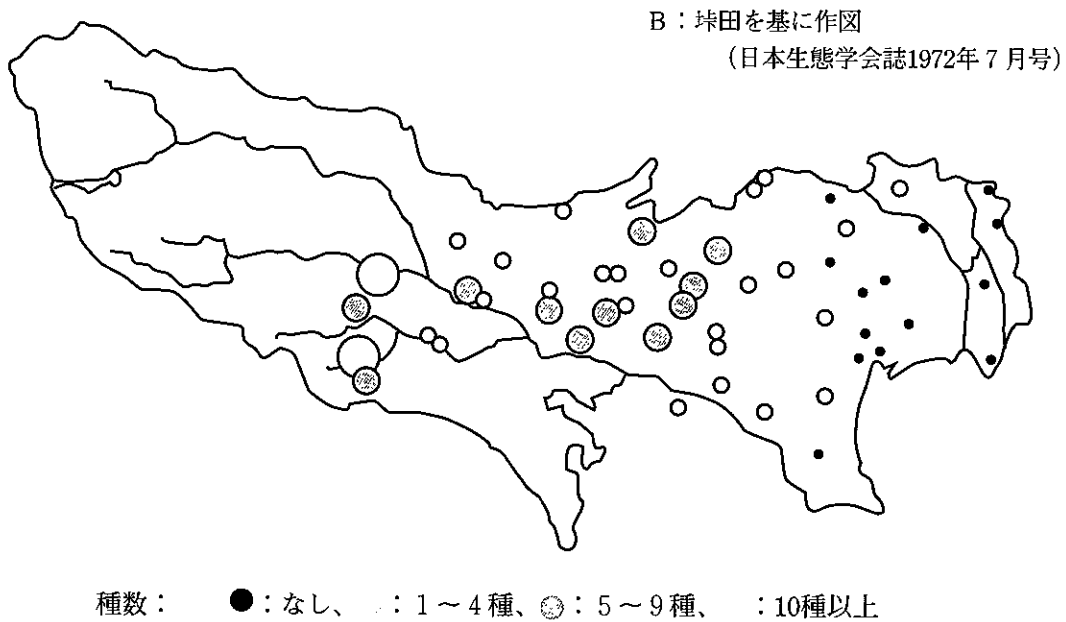 B：垰田を基に作図
（日本生態学会誌1972年7月号）
種数： ●：なし、 ：1～4種、 ：5～9種、 ：10種以上